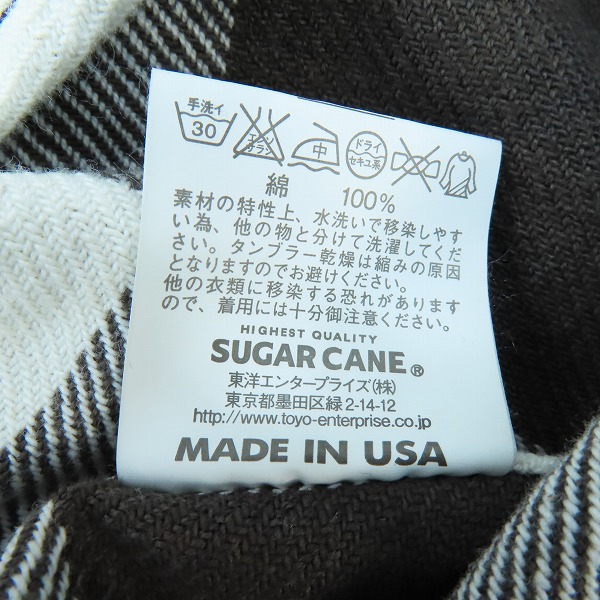 手洗イ
30
エンソ
サラシ
中
ドライ
セキユ系
綿 100%
素材の特性上、水洗いで移染しやす
い為、他の物と分けて洗濯してくだ
さい。タンブラー乾燥は縮みの原因
となりますのでお避けください。
他の衣類に移染する恐れがあります
ので、着用には十分御注意ください。
HIGHEST QUALITY
SUGAR CANE®
東洋エンタープライズ(株)
東京都墨田区緑2-14-12
http://www.toyo-enterprise.co.jp
MADE IN USA